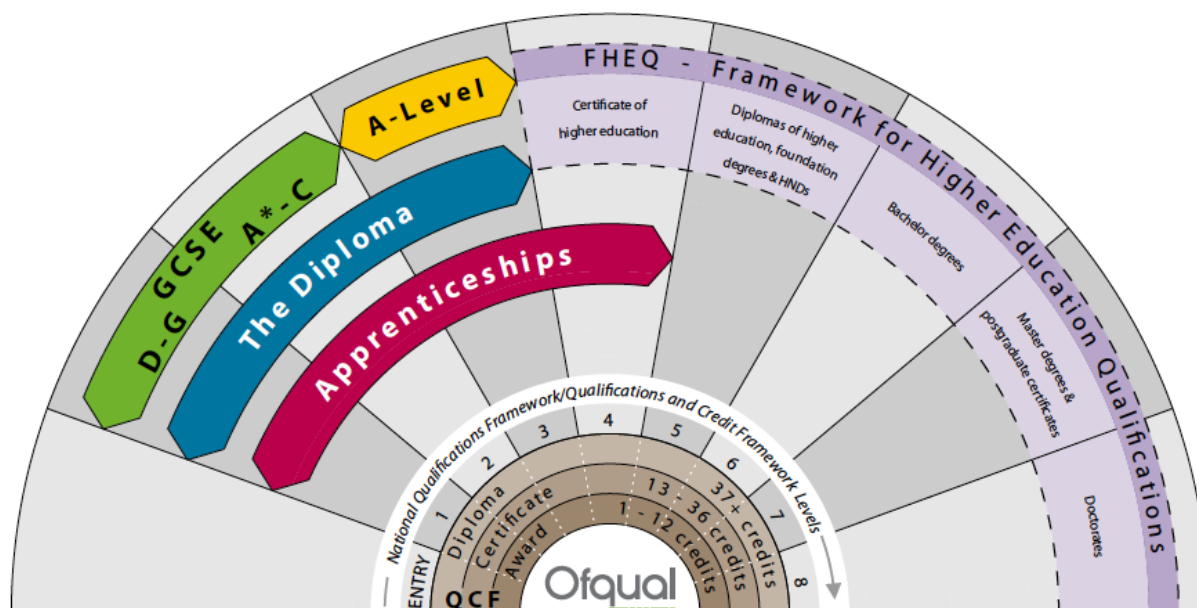 FHEQ - Framework for Higher Education Qualifications
A-Level
GCSE
D-G A*-C
The Diploma
Apprenticeships
Certificate of
higher education
Diplomas of higher
education, foundation
degrees & HNDs
Bachelor degrees
Master degrees &
postgraduate certificates
Doctorates
National Qualifications Framework/Qualifications and Credit Framework Levels
ENTRY
1
2
3
4
5
6
7
8
Diploma
37+ credits
Certificate
13 - 36 credits
Award
1 - 12 credits
QCF
Ofqual